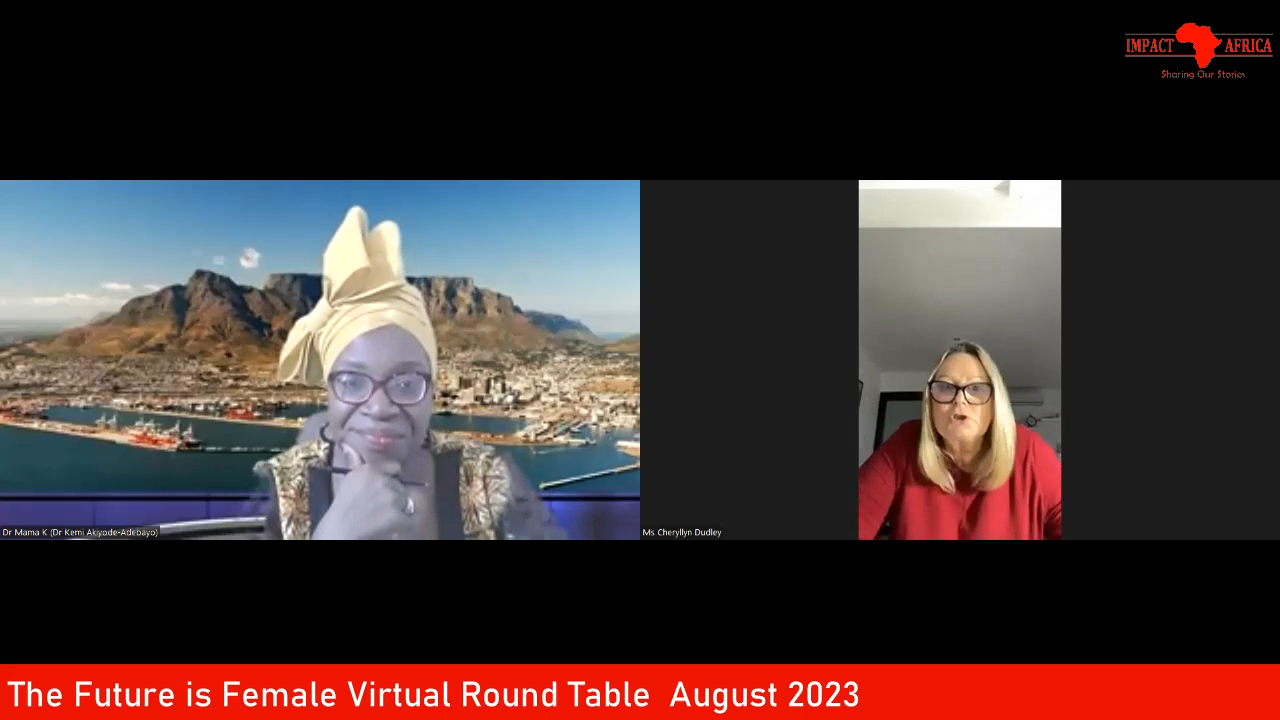 IMPACT AFRICA
Sharing Our Stories
Dr Mama K (Dr Kemi Akiyode-Adebayo)
Ms Cheryllyn Dudley
The Future is Female Virtual Round Table August 2023